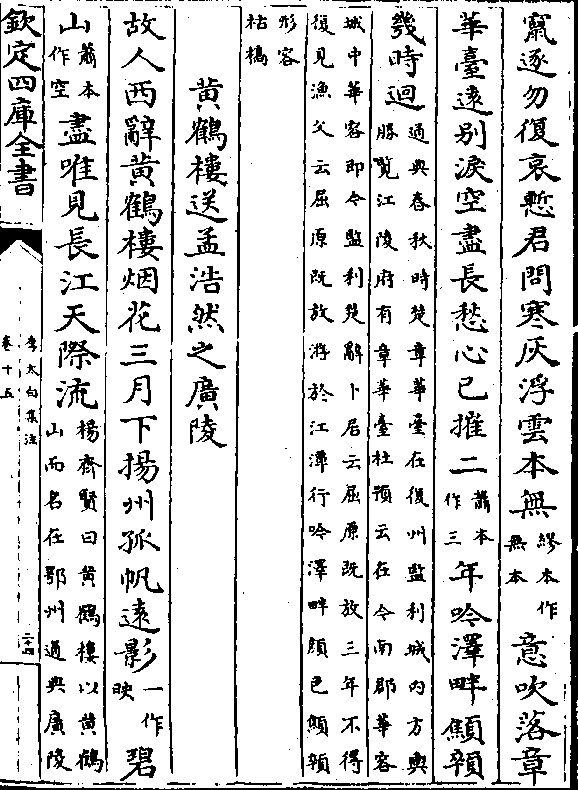 竄逐勿復哀慙君問寒灰浮雲本無繆本作無本意吹落章
華臺遠別淚空盡長愁心已摧二蕭本作三年吟澤畔顦顇
幾時迴通典春秋時楚章華臺在復州監利城内方輿
勝覽江陵府有章華臺杜預云在今南郡華容
城中華容即今監利楚辭卜居云屈原既放三年不得
復見漁父云屈原既放游於江潭行吟澤畔顔色顦顇
形容
枯槁
黄鶴樓送孟浩然之廣陵
故人西辭黄鶴樓烟花三月下揚州孤帆遠影一作映碧
山蕭本作空盡唯見長江天際流楊齊賢曰黄鶴樓以黄鶴
山而名在鄂州通典廣陵
欽定四庫全書
李太白集注
卷十五
二十四